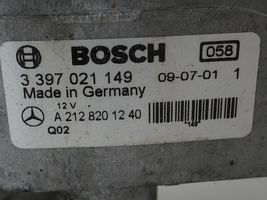 BOSCH 058
3 397 021 149 09-07-01 1
Made in Germany
12 V
A 212 820 12 40
Q02 "149"